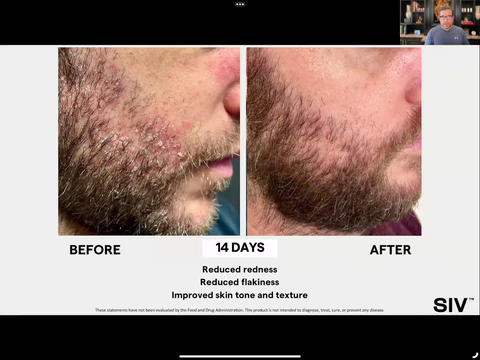 BEFORE
14 DAYS
AFTER
Reduced redness
Reduced flakiness
Improved skin tone and texture
SIV™
These statements have not been evaluated by the Food and Drug Administration. This product is not intended to diagnose, treat, cure, or prevent any disease